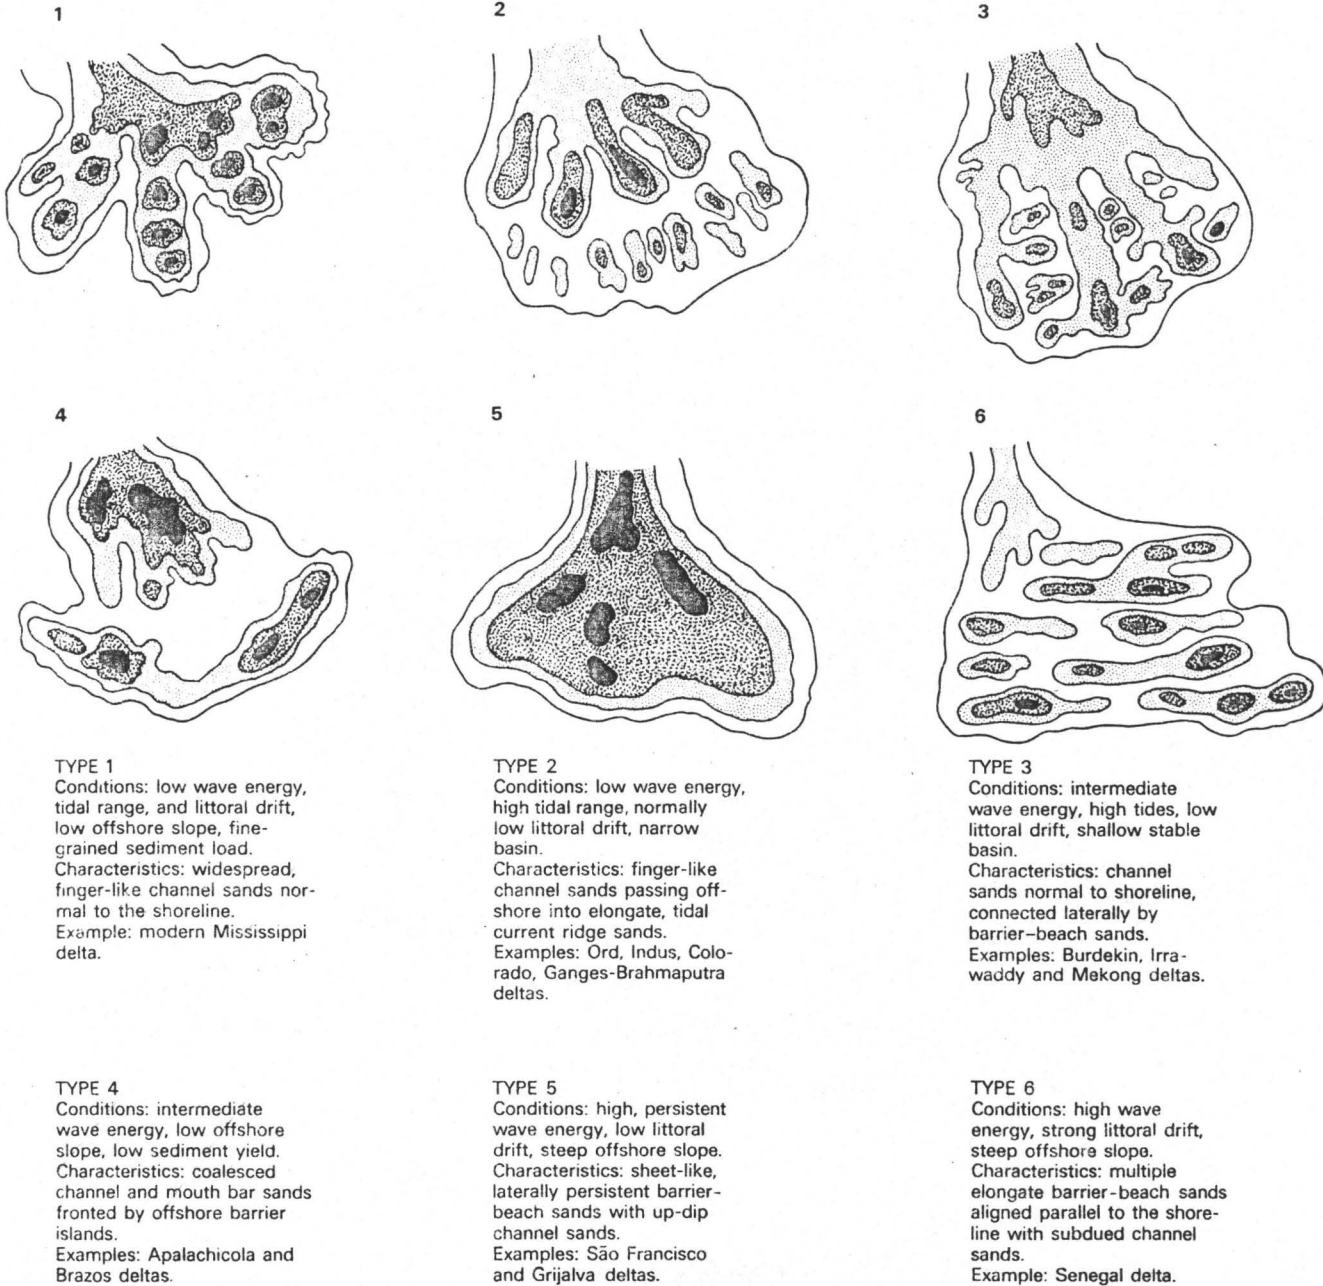 1
2
3
4
5
6
TYPE 1
Conditions: low wave energy,
tidal range, and littoral drift,
low offshore slope, fine-
grained sediment load.
Characteristics: widespread,
finger-like channel sands nor-
mal to the shoreline.
Example: modern Mississippi
delta.
TYPE 2
Conditions: low wave energy,
high tidal range, normally
low littoral drift, narrow
basin.
Characteristics: finger-like
channel sands passing off-
shore into elongate, tidal
current ridge sands.
Examples: Ord, Indus, Colo-
rado, Ganges-Brahmaputra
deltas.
TYPE 3
Conditions: intermediate
wave energy, high tides, low
littoral drift, shallow stable
basin.
Characteristics: channel
sands normal to shoreline,
connected laterally by
barrier–beach sands.
Examples: Burdekin, Irra-
waddy and Mekong deltas.
TYPE 4
Conditions: intermediate
wave energy, low offshore
slope, low sediment yield.
Characteristics: coalesced
channel and mouth bar sands
fronted by offshore barrier
islands.
Examples: Apalachicola and
Brazos deltas.
TYPE 5
Conditions: high, persistent
wave energy, low littoral
drift, steep offshore slope.
Characteristics: sheet-like,
laterally persistent barrier-
beach sands with up-dip
channel sands.
Examples: São Francisco
and Grijalva deltas.
TYPE 6
Conditions: high wave
energy, strong littoral drift,
steep offshore slope.
Characteristics: multiple
elongate barrier-beach sands
aligned parallel to the shore-
line with subdued channel
sands.
Example: Senegal delta.